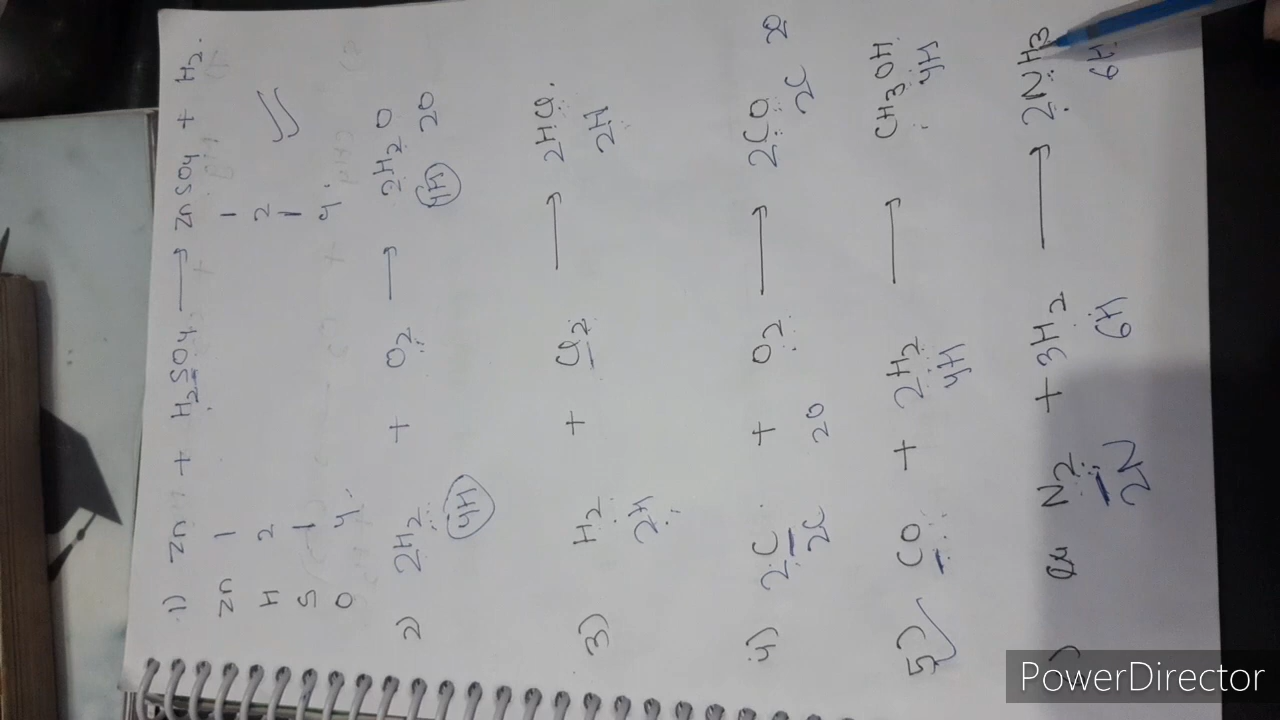 1) Zn + H2SO4 → ZnSO4 + H2.
Zn 1 1
H 2 2
S 1 1
O 4 4.
2) 2H2 + O2 → 2H2O
4H 4H 2O
3) H2 + Cl2 → 2HCl.
2H 2H
4) 2C + O2 → 2CO
2C 2O 2C 2O
5) CO + 2H2 → CH3OH
4H 4H
N2 + 3H2 → 2NH3
2N 6H 6H
PowerDirector